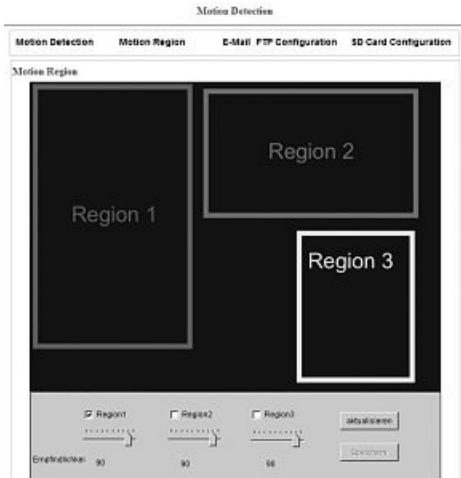 Motion Detection
Motion Detection Motion Region E-Mail FTP Configuration SD Card Configuration
Motion Region
Region 1
Region 2
Region 3
Region1 Region2 Region3 aktualisieren
Empfindlichkei 90 90 90 Speichern